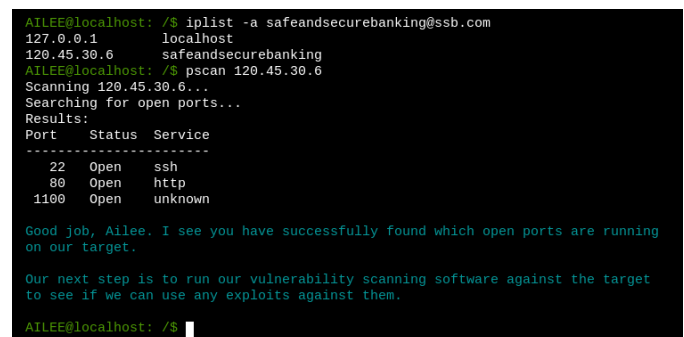 AILEE@localhost: /$ iplist -a safeandsecurebanking@ssb.com
127.0.0.1        localhost
120.45.30.6      safeandsecurebanking
AILEE@localhost: /$ pscan 120.45.30.6
Scanning 120.45.30.6...
Searching for open ports...
Results:
Port    Status  Service
-----------------------
   22   Open    ssh
   80   Open    http
 1100   Open    unknown
Good job, Ailee. I see you have successfully found which open ports are running
on our target.
Our next step is to run our vulnerability scanning software against the target
to see if we can use any exploits against them.
AILEE@localhost: /$